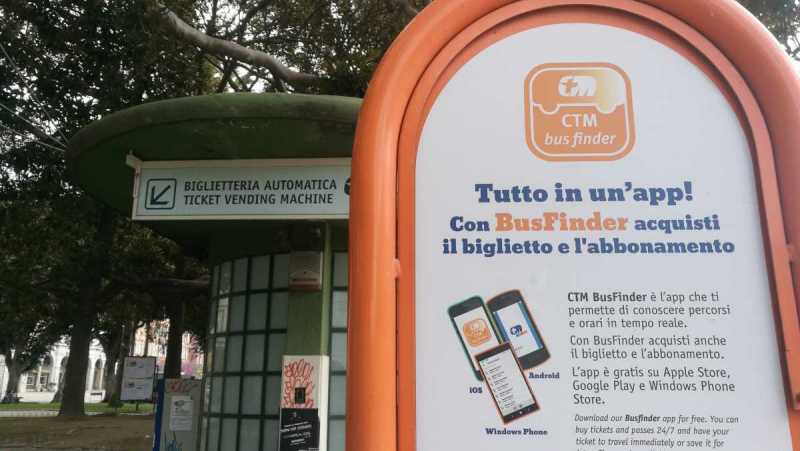 BIGLIETTERIA AUTOMATICA
TICKET VENDING MACHINE
CTM
bus finder
Tutto in un'app!
Con BusFinder acquisti
il biglietto e l'abbonamento
CTM BusFinder è l'app che ti
permette di conoscere percorsi
e orari in tempo reale.
Con BusFinder acquisti anche
il biglietto e l'abbonamento.
L'app è gratis su Apple Store,
Google Play e Windows Phone
Store.
iOS
Android
Windows Phone
Download our Busfinder app for free. You can
buy tickets and passes 24/7 and have your
ticket to travel immediately or save it for